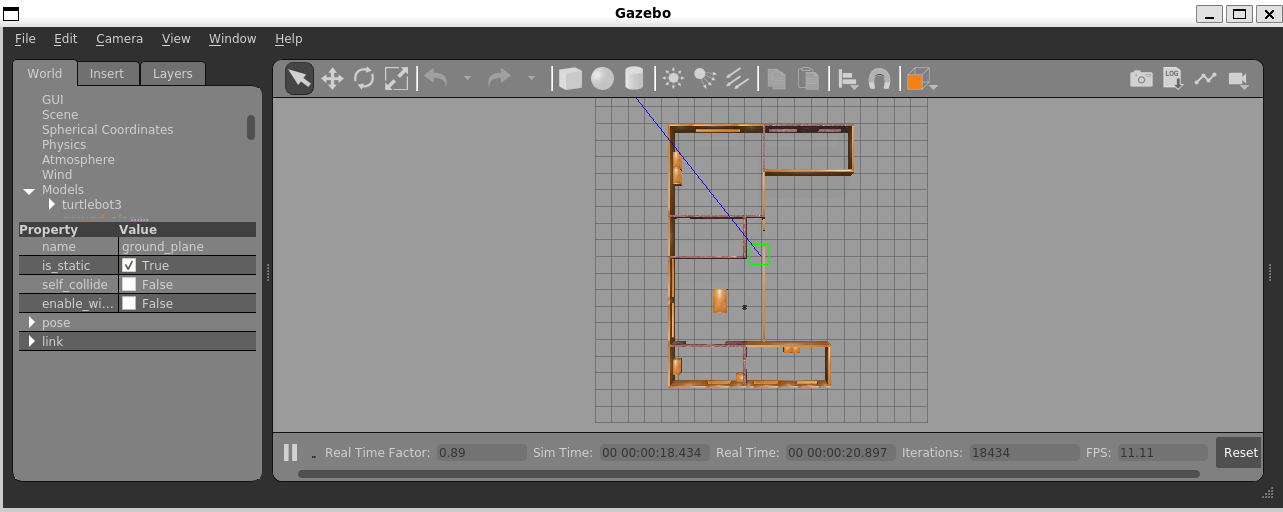 Gazebo
File Edit Camera View Window Help
World Insert Layers
LOG
GUI
Scene
Spherical Coordinates
Physics
Atmosphere
Wind
Models
turtlebot3
Property Value
name ground_plane
is_static True
self_collide False
enable_wi... False
pose
link
Real Time Factor: 0.89 Sim Time: 00 00:00:18.434 Real Time: 00 00:00:20.897 Iterations: 18434 FPS: 11.11 Reset